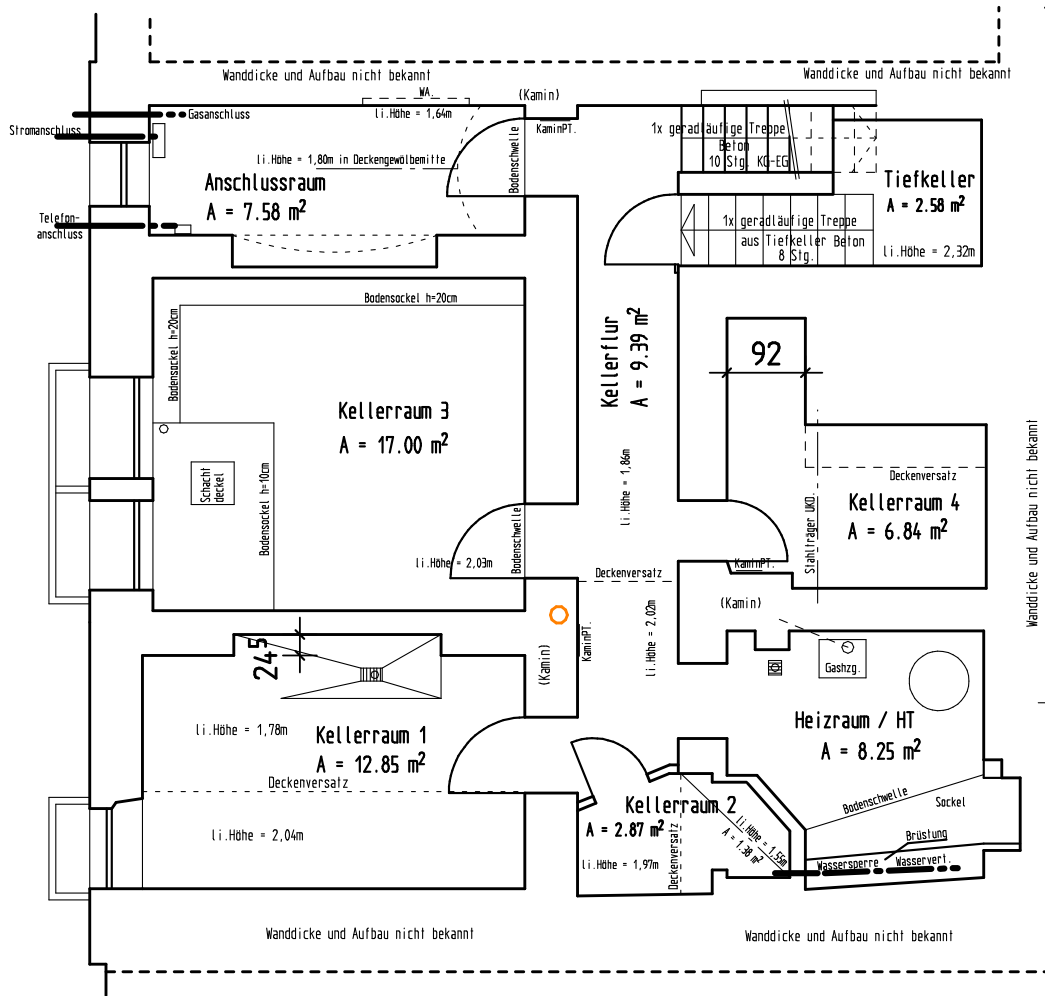 Wanddicke und Aufbau nicht bekannt
Wanddicke und Aufbau nicht bekannt
WA.
(Kamin)
Gasanschluss
li.Höhe = 1,64m
Stromanschluss
KaminPT.
1x geradläufige Treppe
Beton
10 Stg. KG-EG
li.Höhe = 1,80m in Deckengewölbemitte
Bodenschwelle
Anschlussraum
A = 7.58 m²
Tiefkeller
A = 2.58 m²
Telefon-
anschluss
1x geradläufige Treppe
aus Tiefkeller Beton
8 Stg.
li.Höhe = 2,32m
Bodensockel h=20cm
Bodensockel h=20cm
Kellerflur
A = 9.39 m²
92
Kellerraum 3
A = 17.00 m²
Schacht
deckel
Bodensockel h=10cm
li.Höhe = 1,86m
Deckenversatz
Kellerraum 4
A = 6.84 m²
Stahlträger UKD.
Wanddicke und Aufbau nicht bekannt
Bodenschwelle
li.Höhe = 2,03m
Deckenversatz
KaminPT.
(Kamin)
li.Höhe = 2,02m
KaminPT.
(Kamin)
245
Gashzg.
li.Höhe = 1,78m
Kellerraum 1
A = 12.85 m²
Deckenversatz
li.Höhe = 2,04m
Heizraum / HT
A = 8.25 m²
Kellerraum 2
A = 2.87 m²
li.Höhe = 1,97m
Deckenversatz
li.Höhe = 1,55m
A = 1.38 m²
Bodenschwelle
Sockel
Brüstung
Wassersperre
Wasservert.
Wanddicke und Aufbau nicht bekannt
Wanddicke und Aufbau nicht bekannt